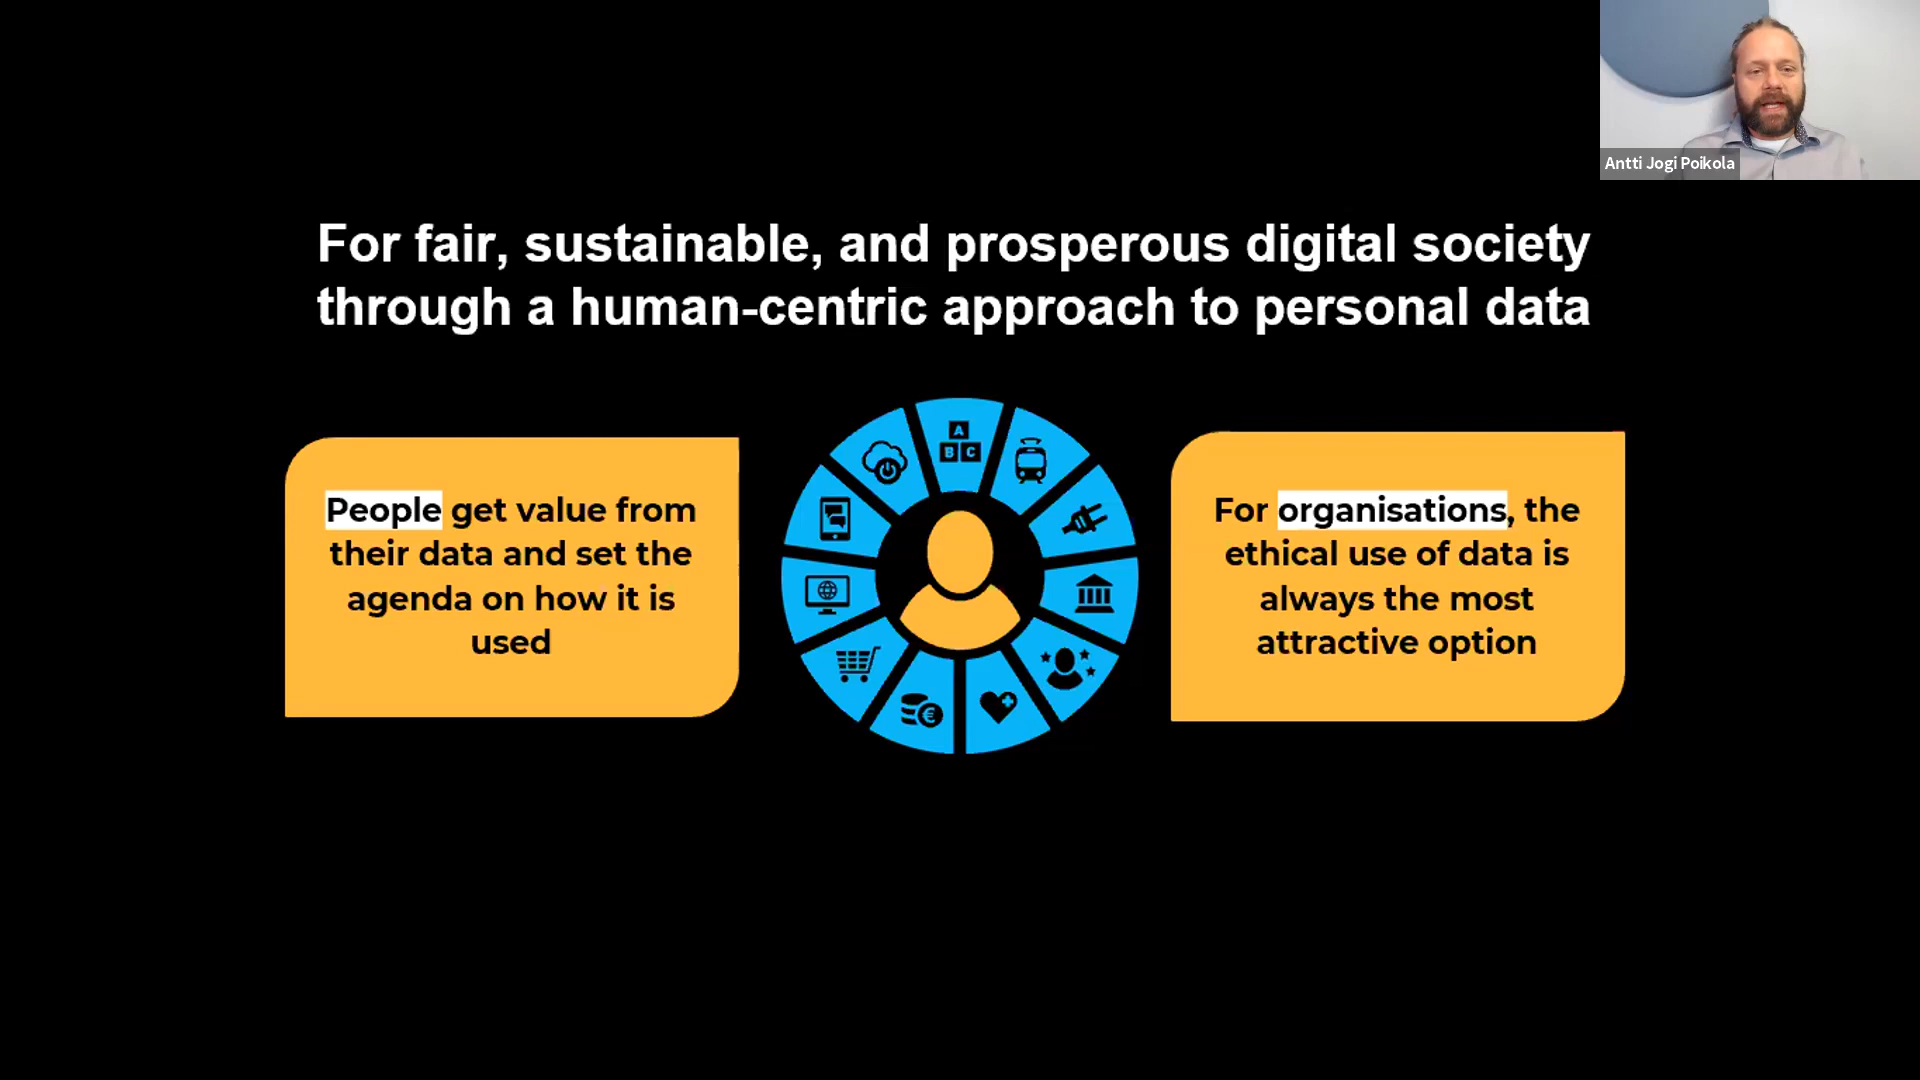 Antti Jogi Poikola
For fair, sustainable, and prosperous digital society
through a human-centric approach to personal data
People get value from
their data and set the
agenda on how it is
used
A
B C
€
For organisations, the
ethical use of data is
always the most
attractive option